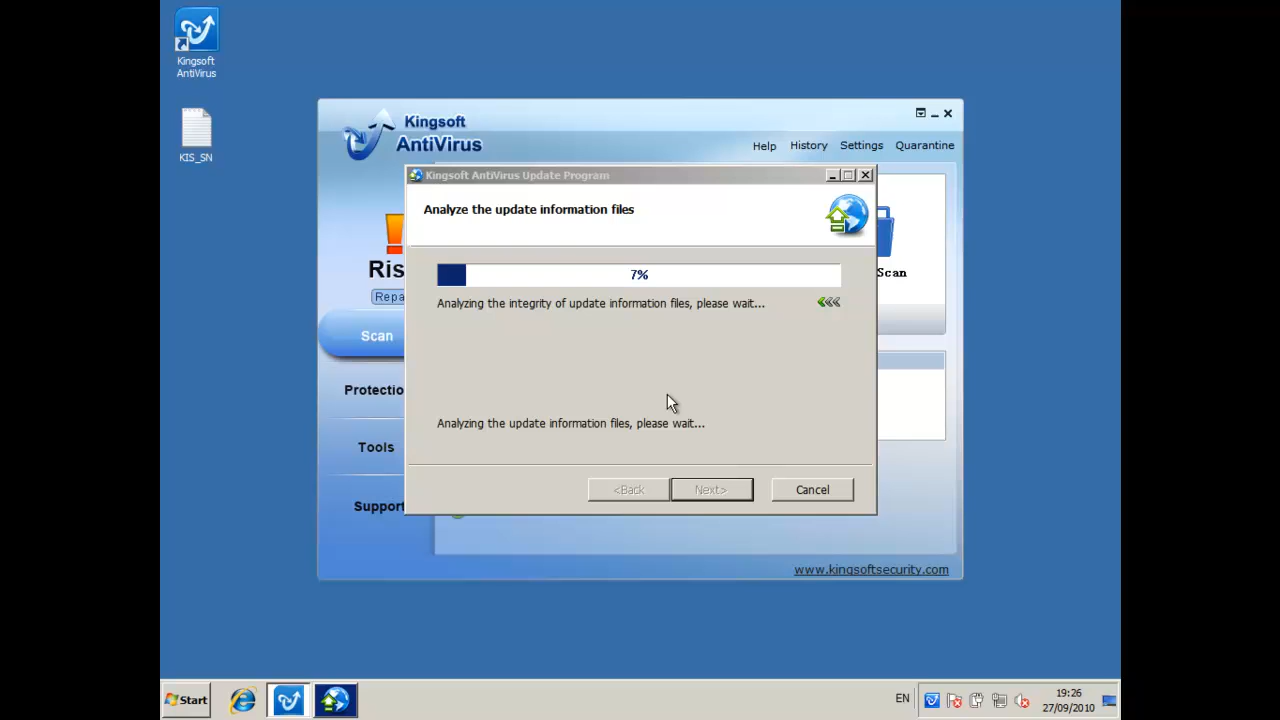 Kingsoft
AntiVirus
KIS_SN
Kingsoft
AntiVirus
Help History Settings Quarantine
Kingsoft AntiVirus Update Program
Analyze the update information files
7%
Analyzing the integrity of update information files, please wait...
Analyzing the update information files, please wait...
<Back Next> Cancel
Ris
Repa
Scan
Scan
Protectio
Tools
Support
www.kingsoftsecurity.com
Start
EN
19:26
27/09/2010